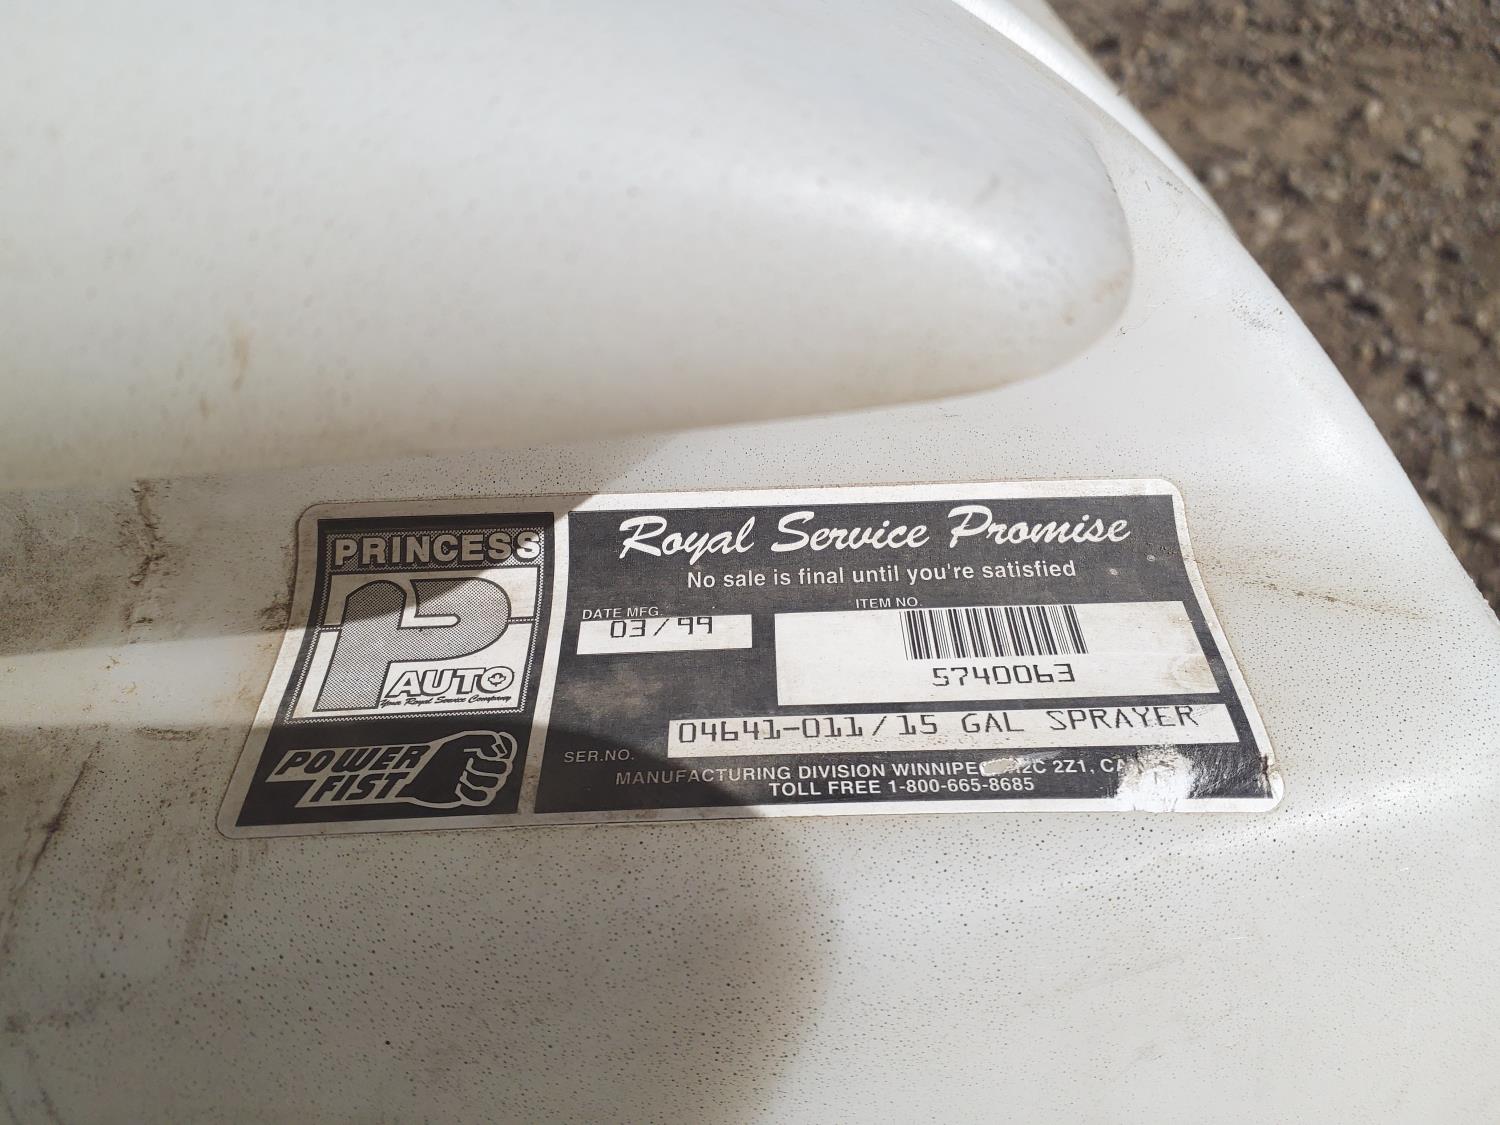 PRINCESS
P
AUTO
Your Royal Service Company
POWER
FIST
Royal Service Promise
No sale is final until you're satisfied
DATE MFG.
03/99
ITEM NO.
5740063
SER.NO.
04641-011/15 GAL SPRAYER
MANUFACTURING DIVISION 2Z1,
TOLL FREE 1-800-665-8685